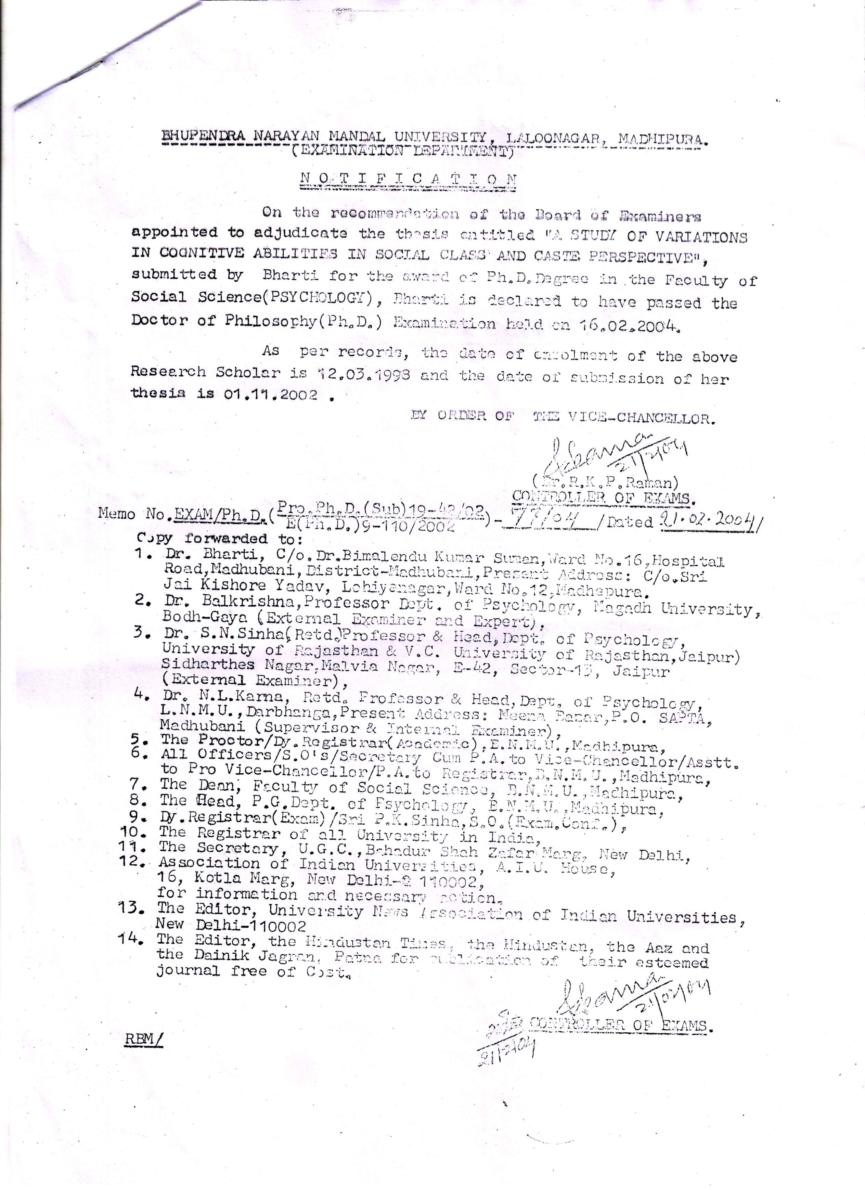 BHUPENDRA NARAYAN MANDAL UNIVERSITY, LALOONAGAR, MADHIPURA.
(EXAMINATION DEPARTMENT)
N O T I F I C A T I O N
On the recommendation of the Board of Examiners
appointed to adjudicate the thesis entitled "A STUDY OF VARIATIONS
IN COGNITIVE ABILITIES IN SOCIAL CLASS AND CASTE PERSPECTIVE",
submitted by Bharti for the award of Ph.D.Degree in the Faculty of
Social Science(PSYCHOLOGY), Bharti is declared to have passed the
Doctor of Philosophy(Ph.D.) Examination held on 16.02.2004.
As per records, the date of enrolment of the above
Research Scholar is 12.03.1998 and the date of submission of her
thesis is 01.11.2002 .
BY ORDER OF THE VICE-CHANCELLOR.
21/2/04
(Dr.R.K.P.Raman)
CONTROLLER OF EXAMS.
Memo No.EXAM/Ph.D.(Pro.Ph.D.(Sub)19-42/02
E(Ph.D.)9-110/2002)- /04 /Dated 21.02.2004/
Copy forwarded to:
1. Dr. Bharti, C/o.Dr.Bimalendu Kumar Suman,Ward No.16,Hospital
Road,Madhubani,District-Madhubani,Present Address: C/o.Sri
Jai Kishore Yadav, Lohiyanagar,Ward No.12,Madhepura.
2. Dr. Balkrishna,Professor Dept. of Psychology, Magadh University,
Bodh-Gaya (External Examiner and Expert),
3. Dr. S.N.Sinha(Retd.)Professor & Head,Dept. of Psychology,
University of Rajasthan & V.C. University of Rajasthan,Jaipur)
Sidharthes Nagar,Malvia Nagar, E-42, Sector-13, Jaipur
(External Examiner),
4. Dr. N.L.Karna, Retd. Professor & Head,Dept. of Psychology,
L.N.M.U.,Darbhanga,Present Address: Meena Bazar,P.O. SAPTA,
Madhubani (Supervisor & Internal Examiner),
5. The Proctor/Dy.Registrar(Academic),B.N.M.U.,Madhipura,
6. All Officers/S.O's/Secretary Cum P.A.to Vice-Chancellor/Asstt.
to Pro Vice-Chancellor/P.A.to Registrar,B.N.M.U.,Madhipura,
7. The Dean, Faculty of Social Science, B.N.M.U.,Madhipura,
8. The Head, P.G.Dept. of Psychology, B.N.M.U.,Madhipura,
9. Dy.Registrar(Exam)/Sri P.K.Sinha,S.O.(Exam.Conf.),
10. The Registrar of all University in India,
11. The Secretary, U.G.C.,Bahadur Shah Zafar Marg, New Delhi,
12. Association of Indian Universities, A.I.U. House,
16, Kotla Marg, New Delhi-2 110002,
for information and necessary action.
13. The Editor, University News Association of Indian Universities,
New Delhi-110002
14. The Editor, the Hindustan Times, the Hindustan, the Aaz and
the Dainik Jagran, Patna for publication of their esteemed
journal free of Cost.
21/02/04
CONTROLLER OF EXAMS.
21/2/04
RBM/